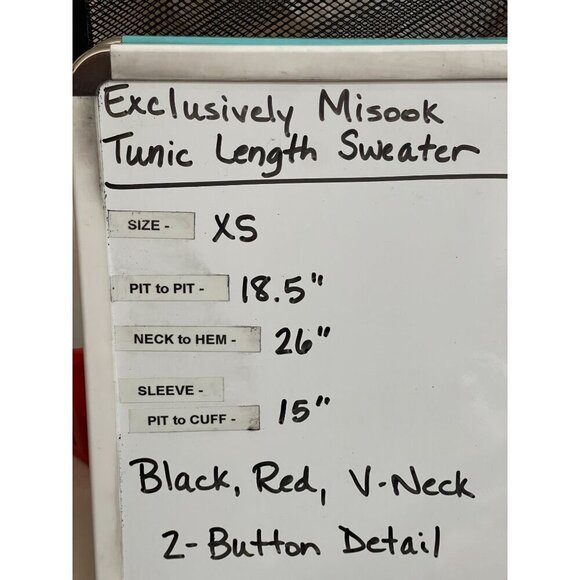 Exclusively Misook
Tunic Length Sweater
SIZE - XS
PIT to PIT - 18.5"
NECK to HEM - 26"
SLEEVE -
PIT to CUFF - 15"
Black, Red, V-Neck
2-Button Detail